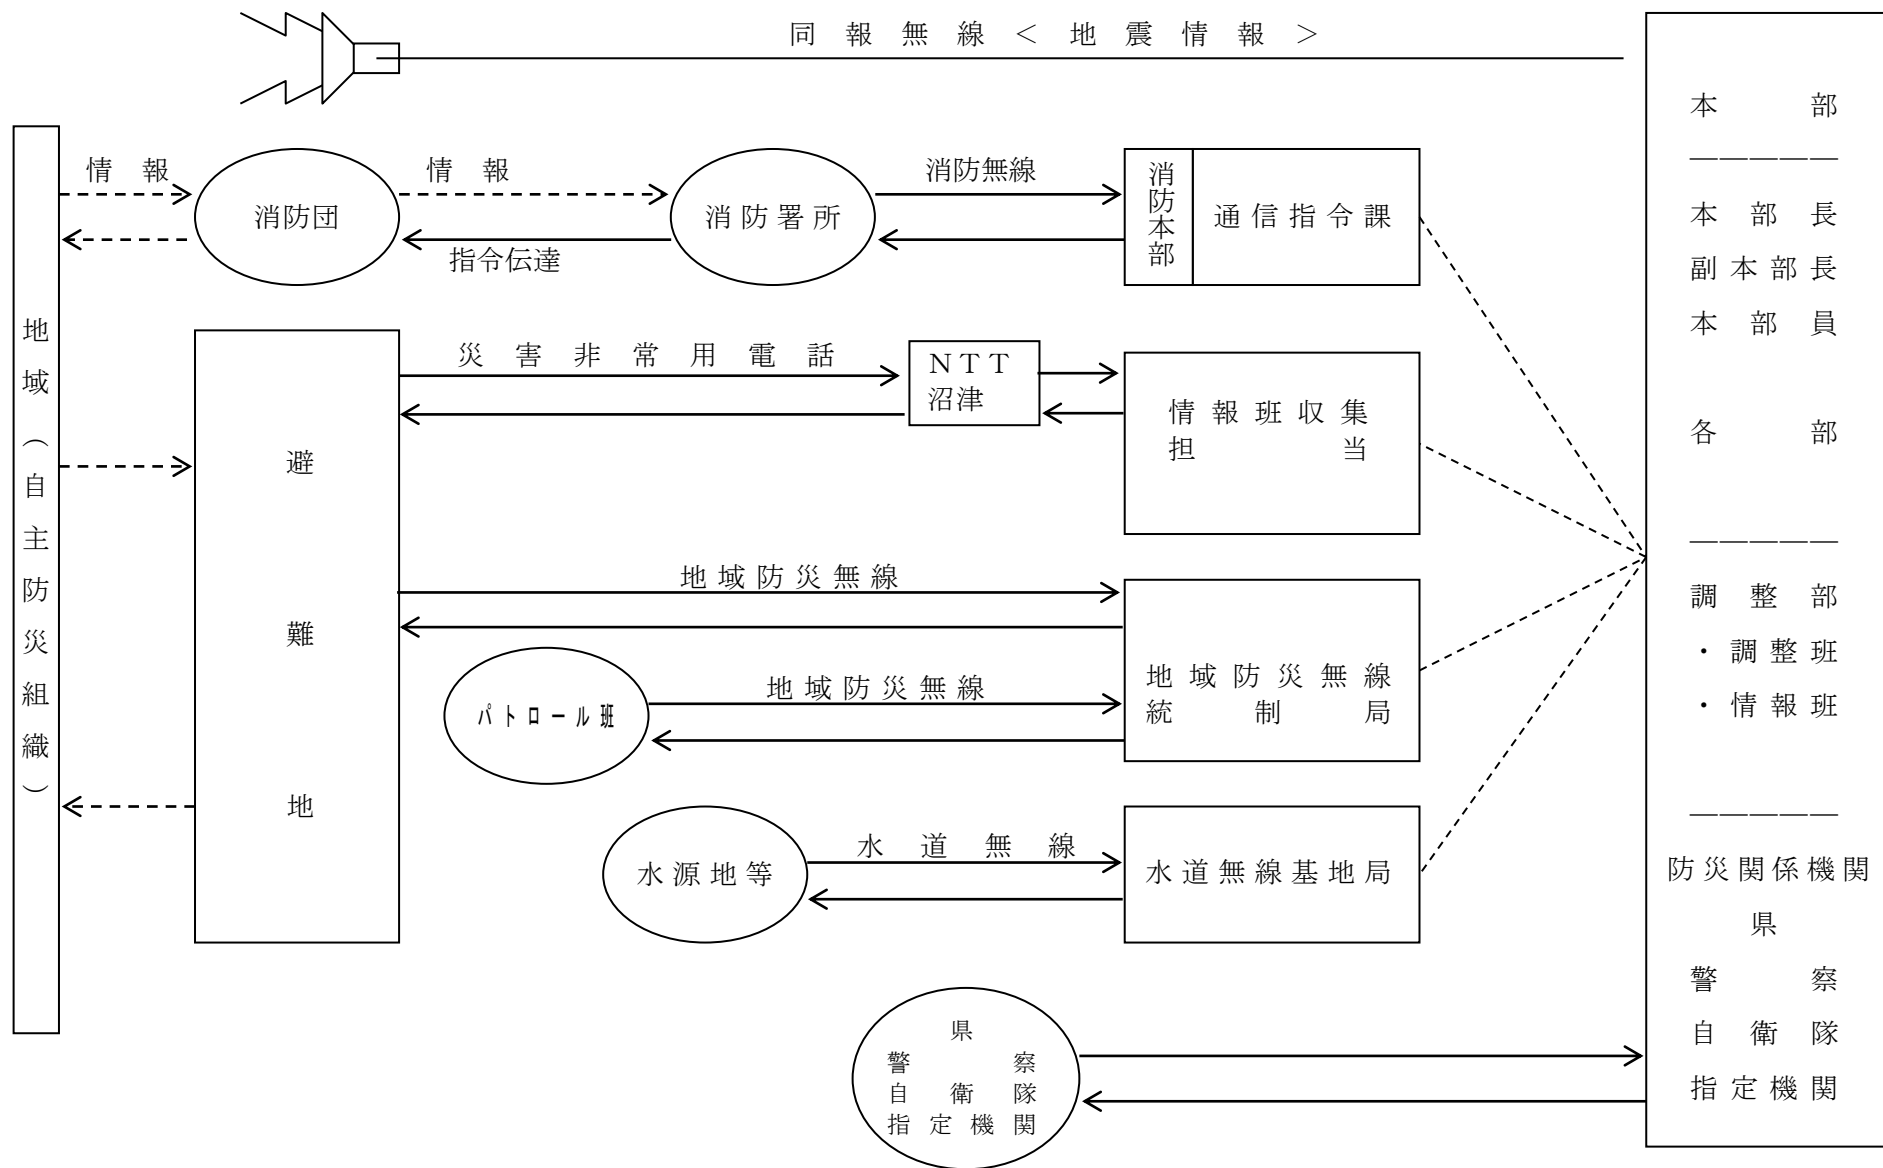 同報無線＜地震情報＞
地域（自主防災組織）
情報
消防団
情報
指令伝達
消防署所
消防無線
消防本部
通信指令課
避難地
災害非常用電話
ＮＴＴ
沼津
情報班収集
担当
地域防災無線
パトロール班
地域防災無線
地域防災無線
統制局
水源地等
水道無線
水道無線基地局
県
警察
自衛隊
指定機関
本部
―――――
本部長
副本部長
本部員
各部
―――――
調整部
・調整班
・情報班
―――――
防災関係機関
県
警察
自衛隊
指定機関